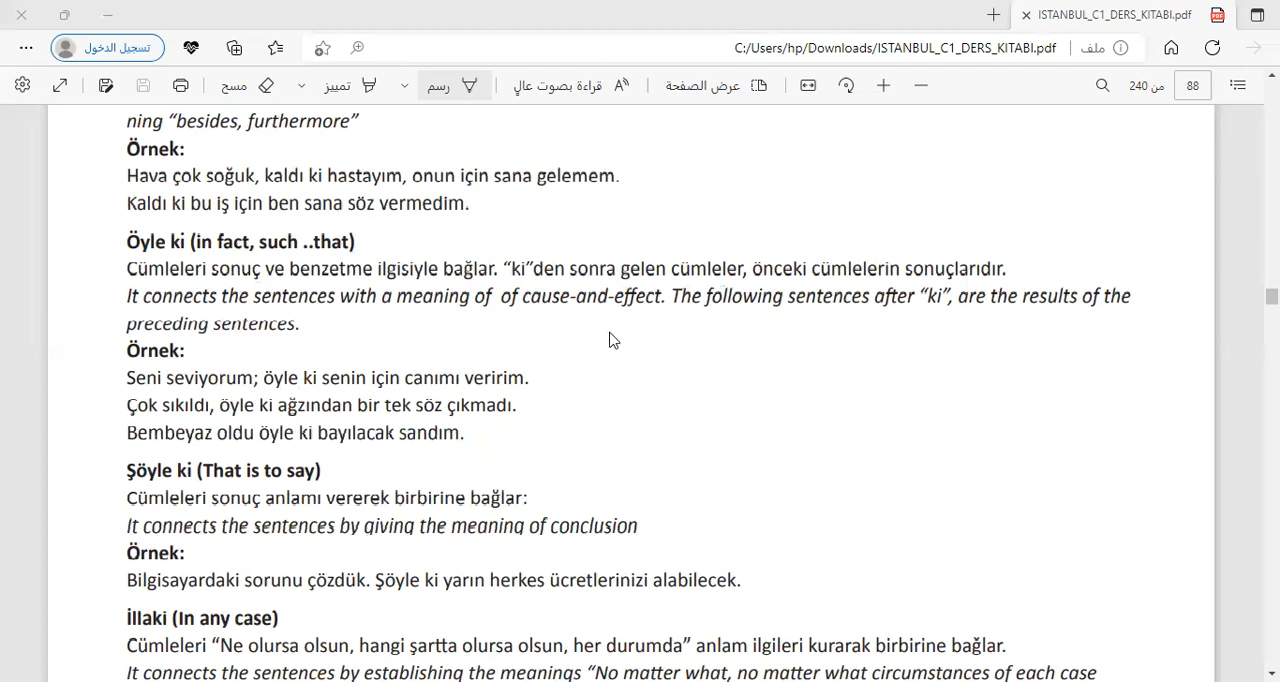 ISTANBUL_C1_DERS_KITABI.pdf
تسجيل الدخول
C:/Users/hp/Downloads/ISTANBUL_C1_DERS_KITABI.pdf
ملف
مسح
تمييز
رسم
قراءة بصوت عالٍ
عرض الصفحة
من 240
88
ning “besides, furthermore”
Örnek:
Hava çok soğuk, kaldı ki hastayım, onun için sana gelemem.
Kaldı ki bu iş için ben sana söz vermedim.
Öyle ki (in fact, such ..that)
Cümleleri sonuç ve benzetme ilgisiyle bağlar. “ki”den sonra gelen cümleler, önceki cümlelerin sonuçlarıdır.
It connects the sentences with a meaning of of cause-and-effect. The following sentences after “ki”, are the results of the
preceding sentences.
Örnek:
Seni seviyorum; öyle ki senin için canımı veririm.
Çok sıkıldı, öyle ki ağzından bir tek söz çıkmadı.
Bembeyaz oldu öyle ki bayılacak sandım.
Şöyle ki (That is to say)
Cümleleri sonuç anlamı vererek birbirine bağlar:
It connects the sentences by giving the meaning of conclusion
Örnek:
Bilgisayardaki sorunu çözdük. Şöyle ki yarın herkes ücretlerinizi alabilecek.
İllaki (In any case)
Cümleleri “Ne olursa olsun, hangi şartta olursa olsun, her durumda” anlam ilgileri kurarak birbirine bağlar.
It connects the sentences by establishing the meanings “No matter what, no matter what circumstances of each case